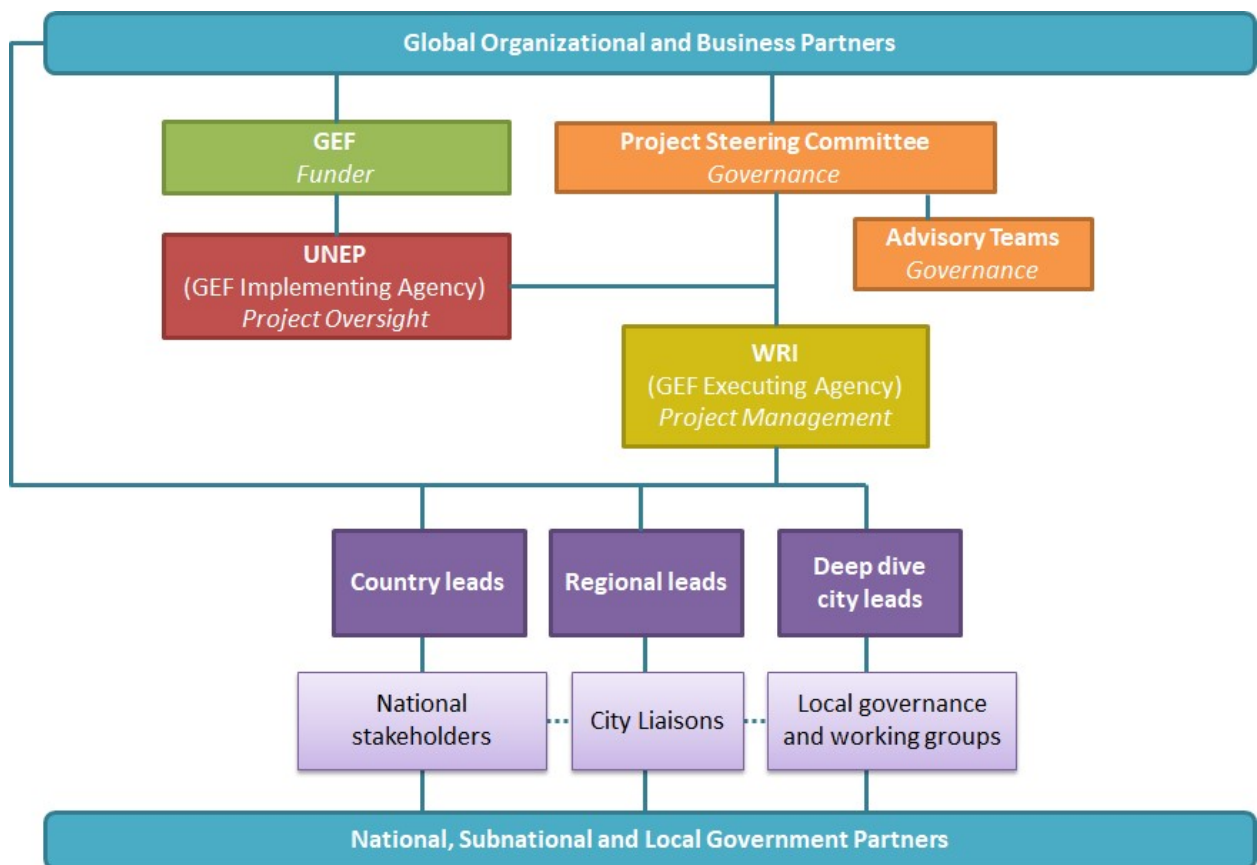 Global Organizational and Business Partners
GEF
Funder
Project Steering Committee
Governance
UNEP
(GEF Implementing Agency)
Project Oversight
Advisory Teams
Governance
WRI
(GEF Executing Agency)
Project Management
Country leads
Regional leads
Deep dive
city leads
National
stakeholders
City Liaisons
Local governance
and working groups
National, Subnational and Local Government Partners